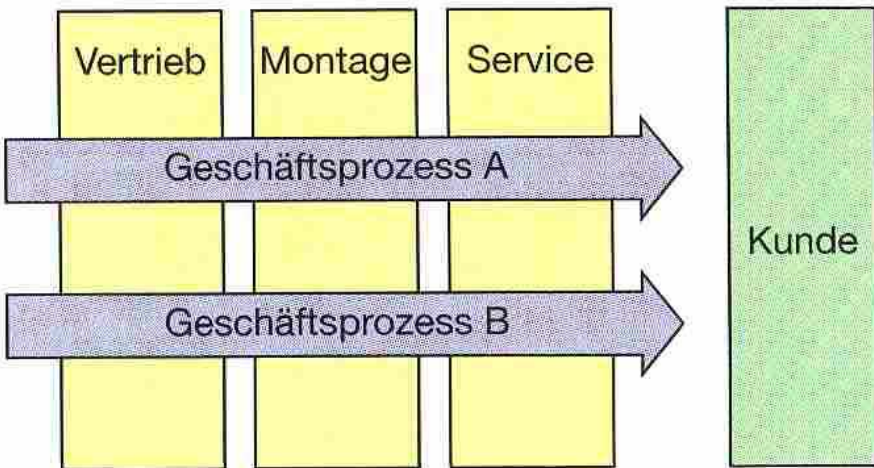 Vertrieb
Montage
Service
Geschäftsprozess A
Geschäftsprozess B
Kunde